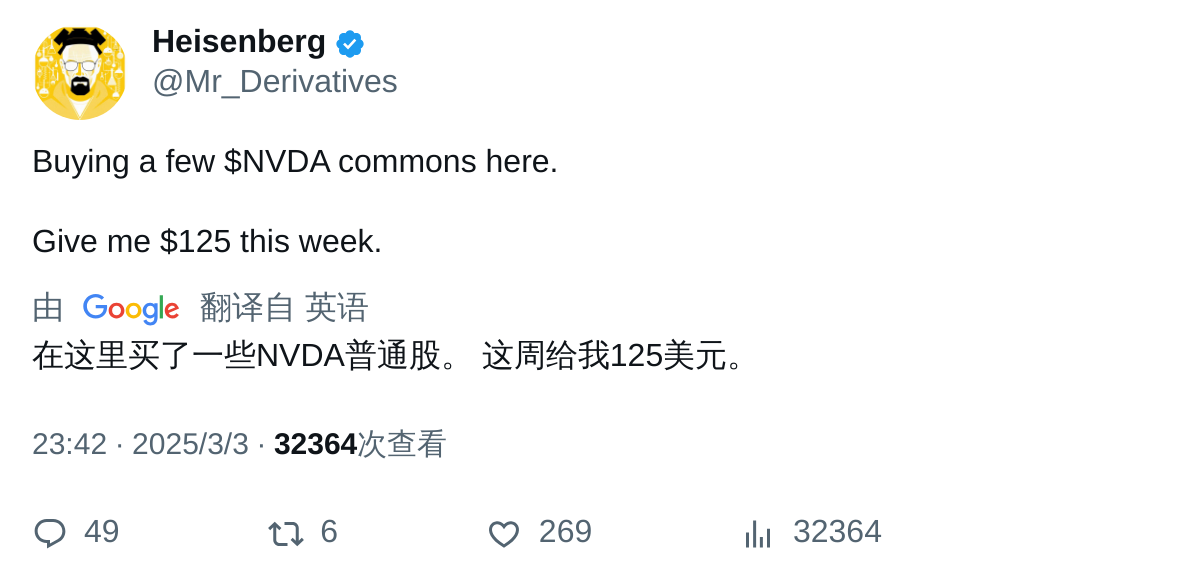 Heisenberg
@Mr_Derivatives
Buying a few $NVDA commons here.
Give me $125 this week.
由 Google 翻译自 英语
在这里买了一些NVDA普通股。 这周给我125美元。
23:42 · 2025/3/3 · 32364次查看
49 6 269 32364